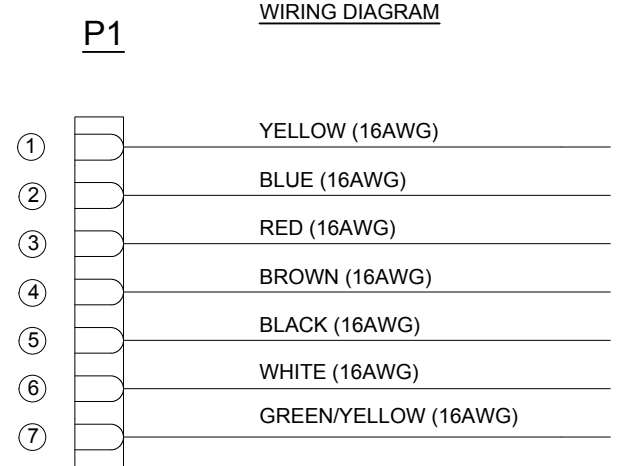 WIRING DIAGRAM
P1
1 YELLOW (16AWG)
2 BLUE (16AWG)
3 RED (16AWG)
4 BROWN (16AWG)
5 BLACK (16AWG)
6 WHITE (16AWG)
7 GREEN/YELLOW (16AWG)